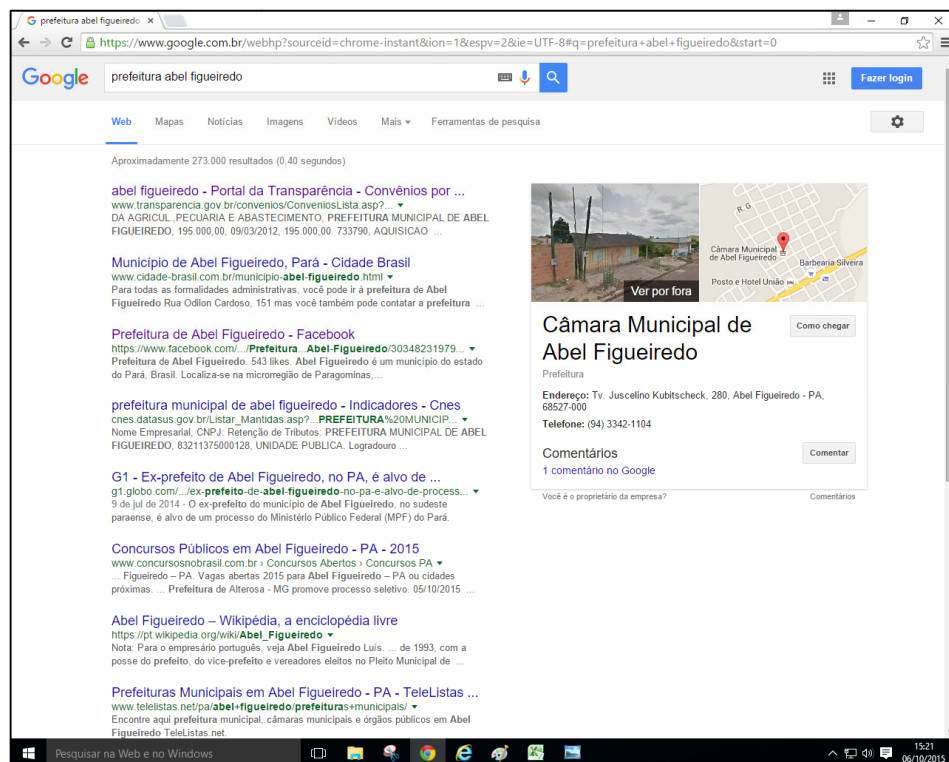 prefeitura abel figueiredo
https://www.google.com.br/webhp?sourceid=chrome-instant&ion=1&espv=2&ie=UTF-8#q=prefeitura+abel+figueiredo&start=0
Google
prefeitura abel figueiredo
Fazer login
Web Mapas Notícias Imagens Vídeos Mais Ferramentas de pesquisa
Aproximadamente 273.000 resultados (0,40 segundos)
abel figueiredo - Portal da Transparência - Convênios por ...
www.transparencia.gov.br/convenios/ConveniosLista.asp?...
DA AGRICUL.,PECUARIA E ABASTECIMENTO, PREFEITURA MUNICIPAL DE ABEL
FIGUEIREDO, 195.000,00, 09/03/2012, 195.000,00. 733790, AQUISICAO ...
Município de Abel Figueiredo, Pará - Cidade Brasil
www.cidade-brasil.com.br/municipio-abel-figueiredo.html
Para todas as formalidades administrativas, você pode ir à prefeitura de Abel
Figueiredo Rua Odilon Cardoso, 151 mas você também pode contatar a prefeitura ...
Prefeitura de Abel Figueiredo - Facebook
https://www.facebook.com/.../Prefeitura...Abel-Figueiredo/30348231979...
Prefeitura de Abel Figueiredo. 543 likes. Abel Figueiredo é um município do estado
do Pará, Brasil. Localiza-se na microrregião de Paragominas,...
prefeitura municipal de abel figueiredo - Indicadores - Cnes
cnes.datasus.gov.br/Listar_Mantidas.asp?...PREFEITURA%20MUNICIP...
Nome Empresarial, CNPJ: Retenção de Tributos: PREFEITURA MUNICIPAL DE ABEL
FIGUEIREDO, 83211375000128, UNIDADE PUBLICA. Logradouro ...
G1 - Ex-prefeito de Abel Figueiredo, no PA, é alvo de ...
g1.globo.com/.../ex-prefeito-de-abel-figueiredo-no-pa-e-alvo-de-process...
9 de jul de 2014 - O ex-prefeito do município de Abel Figueiredo, no sudeste
paraense, é alvo de um processo do Ministério Público Federal (MPF) do Pará.
Concursos Públicos em Abel Figueiredo - PA - 2015
www.concursosnobrasil.com.br › Concursos Abertos › Concursos PA
... Figueiredo – PA. Vagas abertas 2015 para Abel Figueiredo – PA ou cidades
próximas. ... Prefeitura de Alterosa - MG promove processo seletivo. 05/10/2015 ...
Abel Figueiredo – Wikipédia, a enciclopédia livre
https://pt.wikipedia.org/wiki/Abel_Figueiredo
Nota: Para o empresário português, veja Abel Figueiredo Luís. ... de 1993, com a
posse do prefeito, do vice-prefeito e vereadores eleitos no Pleito Municipal de ...
Prefeituras Municipais em Abel Figueiredo - PA - TeleListas ...
www.telelistas.net/pa/abel+figueiredo/prefeituras+municipais/
Encontre aqui prefeitura municipal, câmaras municipais e órgãos públicos em Abel
Figueiredo TeleListas.net.
Ver por fora
R. G
Câmara Municipal
de Abel Figueiredo
Barbearia Silveira
Posto e Hotel União
Câmara Municipal de
Abel Figueiredo
Como chegar
Prefeitura
Endereço: Tv. Juscelino Kubitscheck, 280, Abel Figueiredo - PA,
68527-000
Telefone: (94) 3342-1104
Comentários
Comentar
1 comentário no Google
Você é o proprietário da empresa? Comentários
Pesquisar na Web e no Windows
15:21
06/10/2015